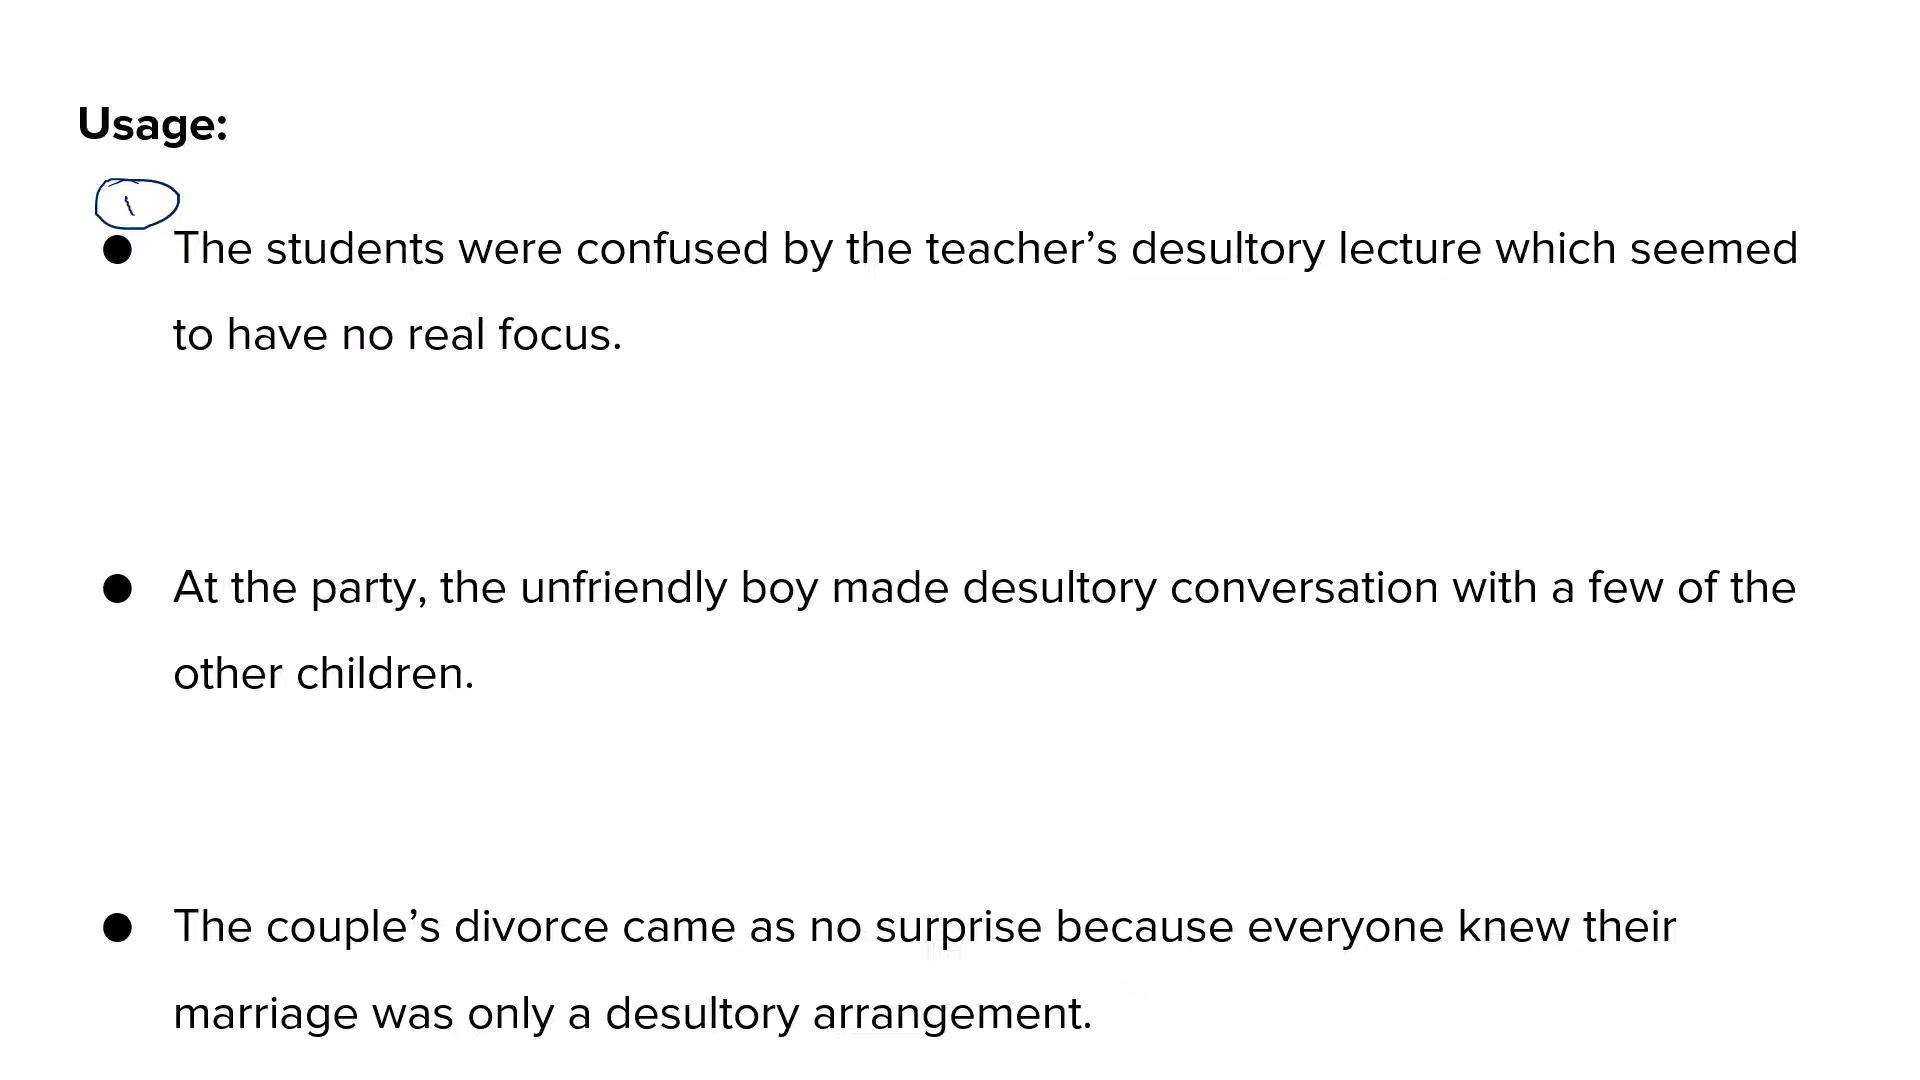 Usage:
1
● The students were confused by the teacher’s desultory lecture which seemed
to have no real focus.
● At the party, the unfriendly boy made desultory conversation with a few of the
other children.
● The couple’s divorce came as no surprise because everyone knew their
marriage was only a desultory arrangement.